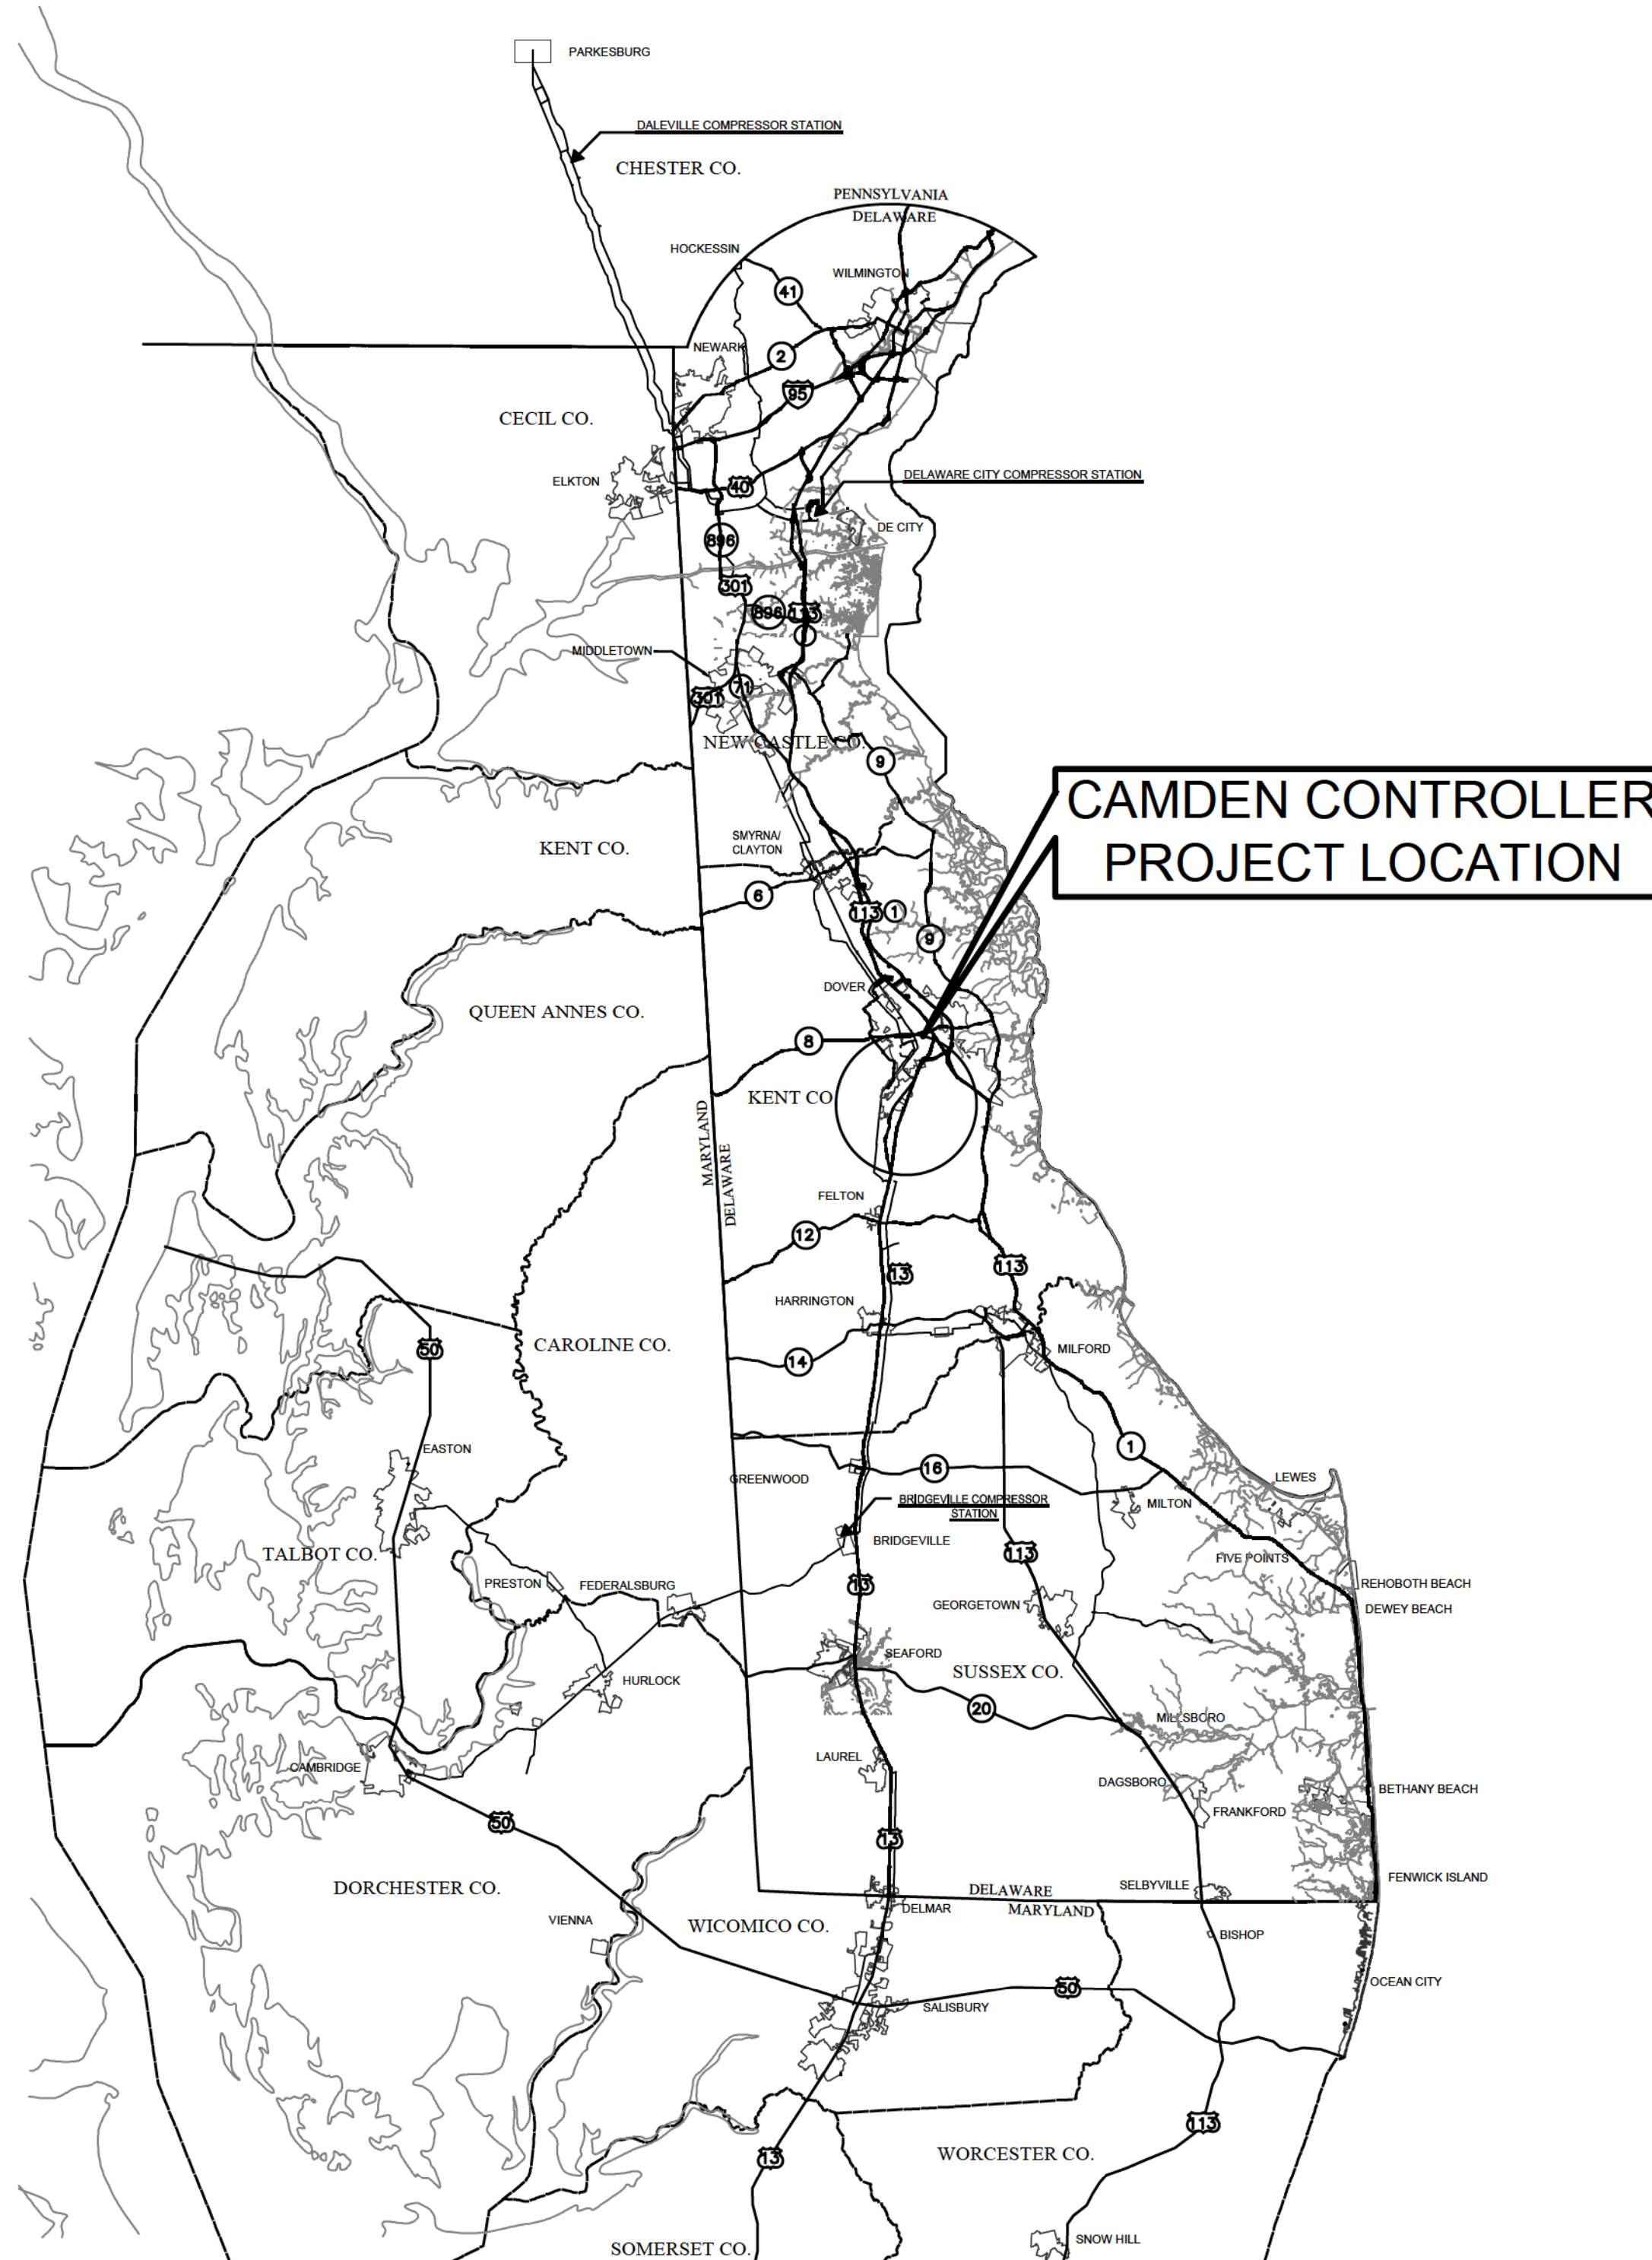 PARKESBURG
DALEVILLE COMPRESSOR STATION
CHESTER CO.
PENNSYLVANIA
DELAWARE
HOCKESSIN
WILMINGTON
41
NEWARK
2
95
CECIL CO.
ELKTON
40
DELAWARE CITY COMPRESSOR STATION
DE CITY
896
301
896
113
1
MIDDLETOWN
301
71
NEW CASTLE CO.
9
CAMDEN CONTROLLER
PROJECT LOCATION
SMYRNA/
CLAYTON
KENT CO.
6
113
1
9
DOVER
QUEEN ANNES CO.
8
KENT CO
MARYLAND
DELAWARE
FELTON
12
13
113
HARRINGTON
50
CAROLINE CO.
14
MILFORD
EASTON
1
GREENWOOD
16
LEWES
BRIDGEVILLE COMPRESSOR
STATION
MILTON
BRIDGEVILLE
TALBOT CO.
113
FIVE POINTS
PRESTON
FEDERALSBURG
13
REHOBOTH BEACH
GEORGETOWN
DEWEY BEACH
SEAFORD
HURLOCK
SUSSEX CO.
20
MILLSBORO
LAUREL
CAMBRIDGE
DAGSBORO
BETHANY BEACH
50
FRANKFORD
13
DORCHESTER CO.
DELAWARE
SELBYVILLE
FENWICK ISLAND
DELMAR
MARYLAND
VIENNA
WICOMICO CO.
BISHOP
OCEAN CITY
50
SALISBURY
113
13
WORCESTER CO.
SNOW HILL
SOMERSET CO.